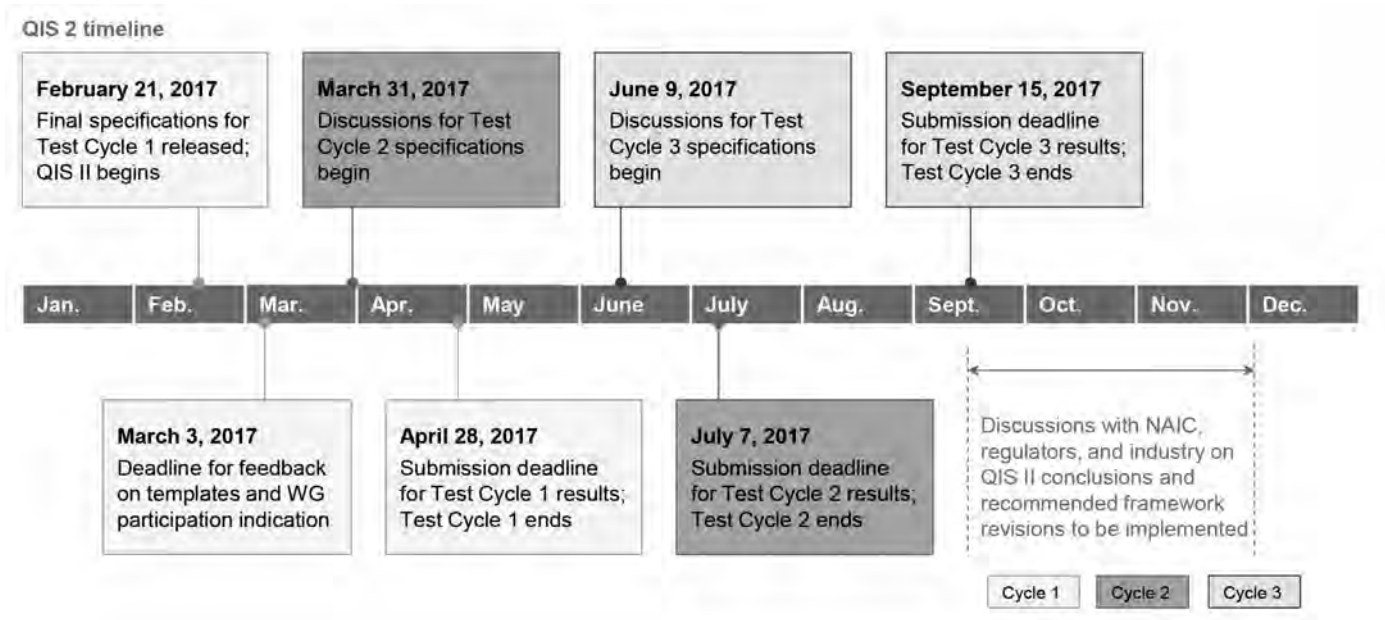 QIS 2 timeline
February 21, 2017
Final specifications for
Test Cycle 1 released;
QIS II begins
March 31, 2017
Discussions for Test
Cycle 2 specifications
begin
June 9, 2017
Discussions for Test
Cycle 3 specifications
begin
September 15, 2017
Submission deadline
for Test Cycle 3 results;
Test Cycle 3 ends
Jan. Feb. Mar. Apr. May June July Aug. Sept. Oct. Nov. Dec.
March 3, 2017
Deadline for feedback
on templates and WG
participation indication
April 28, 2017
Submission deadline
for Test Cycle 1 results;
Test Cycle 1 ends
July 7, 2017
Submission deadline
for Test Cycle 2 results;
Test Cycle 2 ends
Discussions with NAIC,
regulators, and industry on
QIS II conclusions and
recommended framework
revisions to be implemented
Cycle 1 Cycle 2 Cycle 3